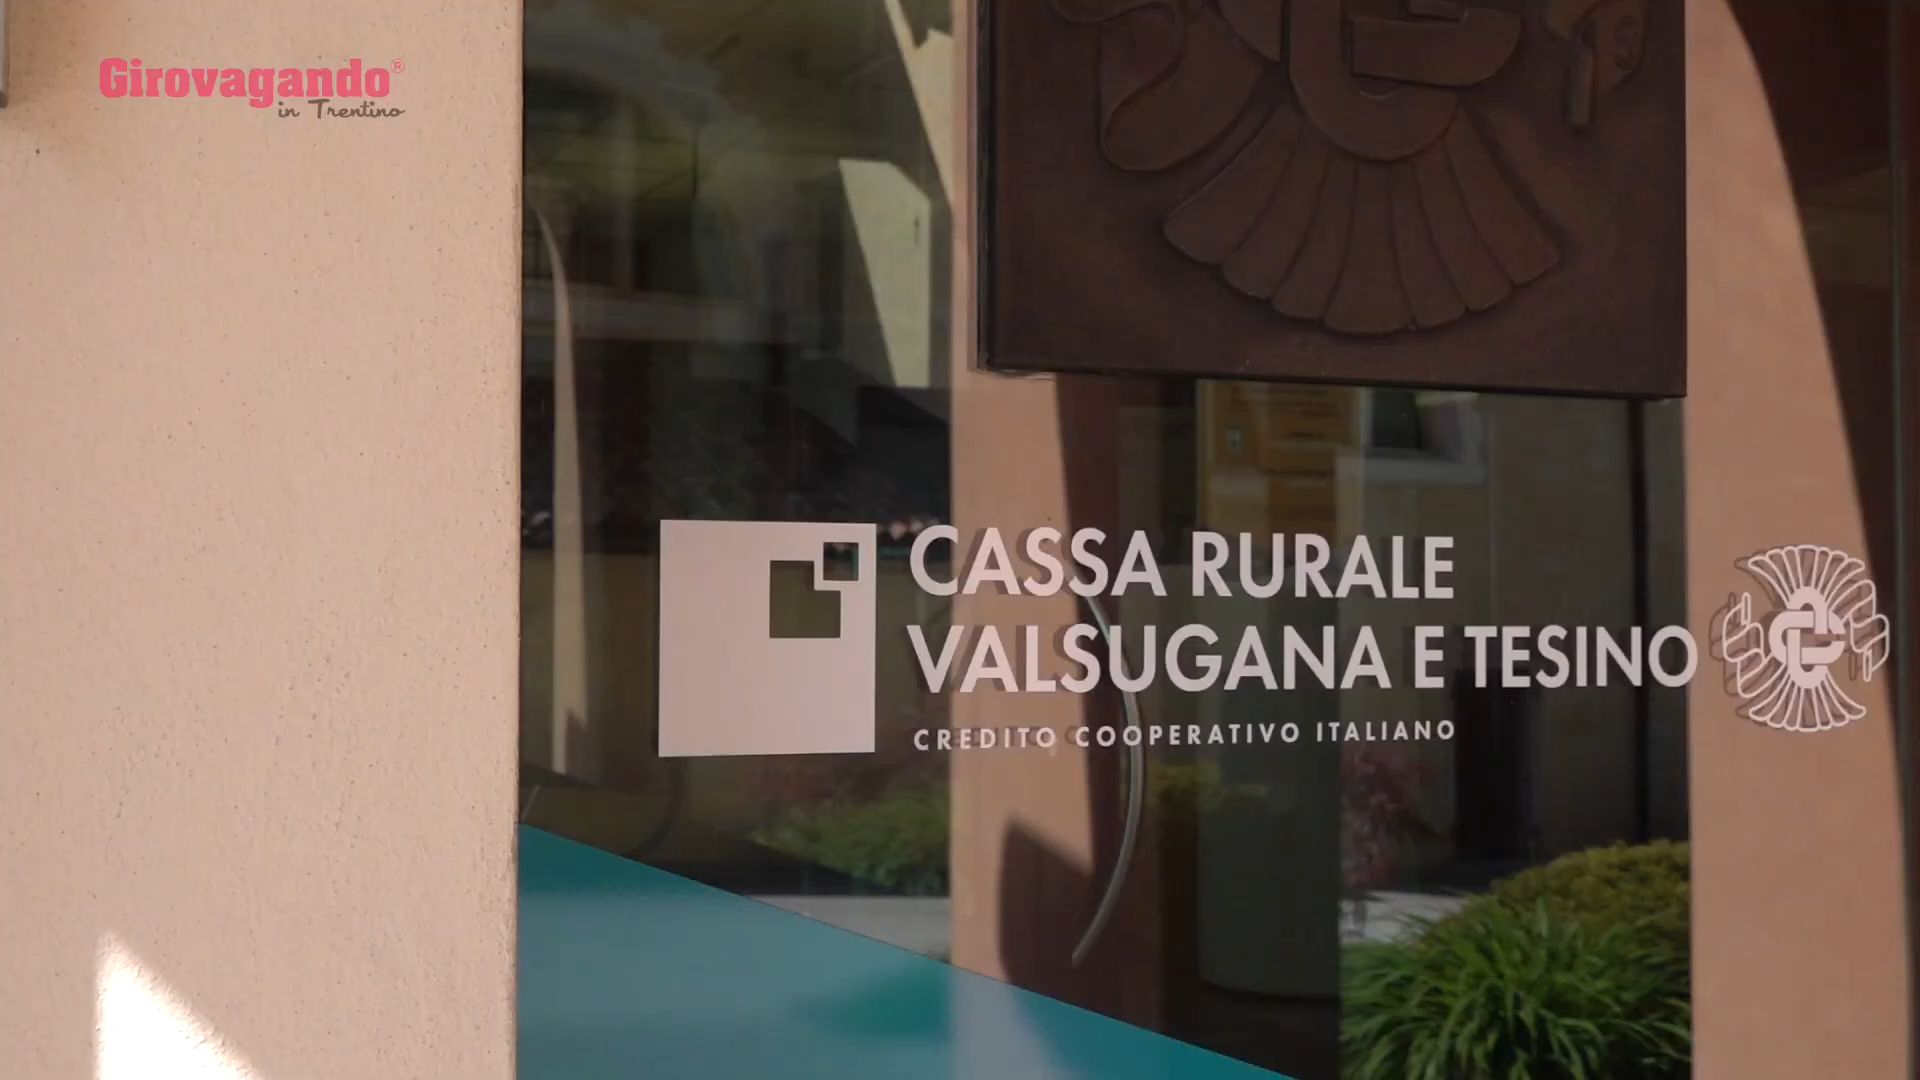 Girovagando®
in Trentino
CASSA RURALE
VALSUGANA E TESINO
CREDITO COOPERATIVO ITALIANO